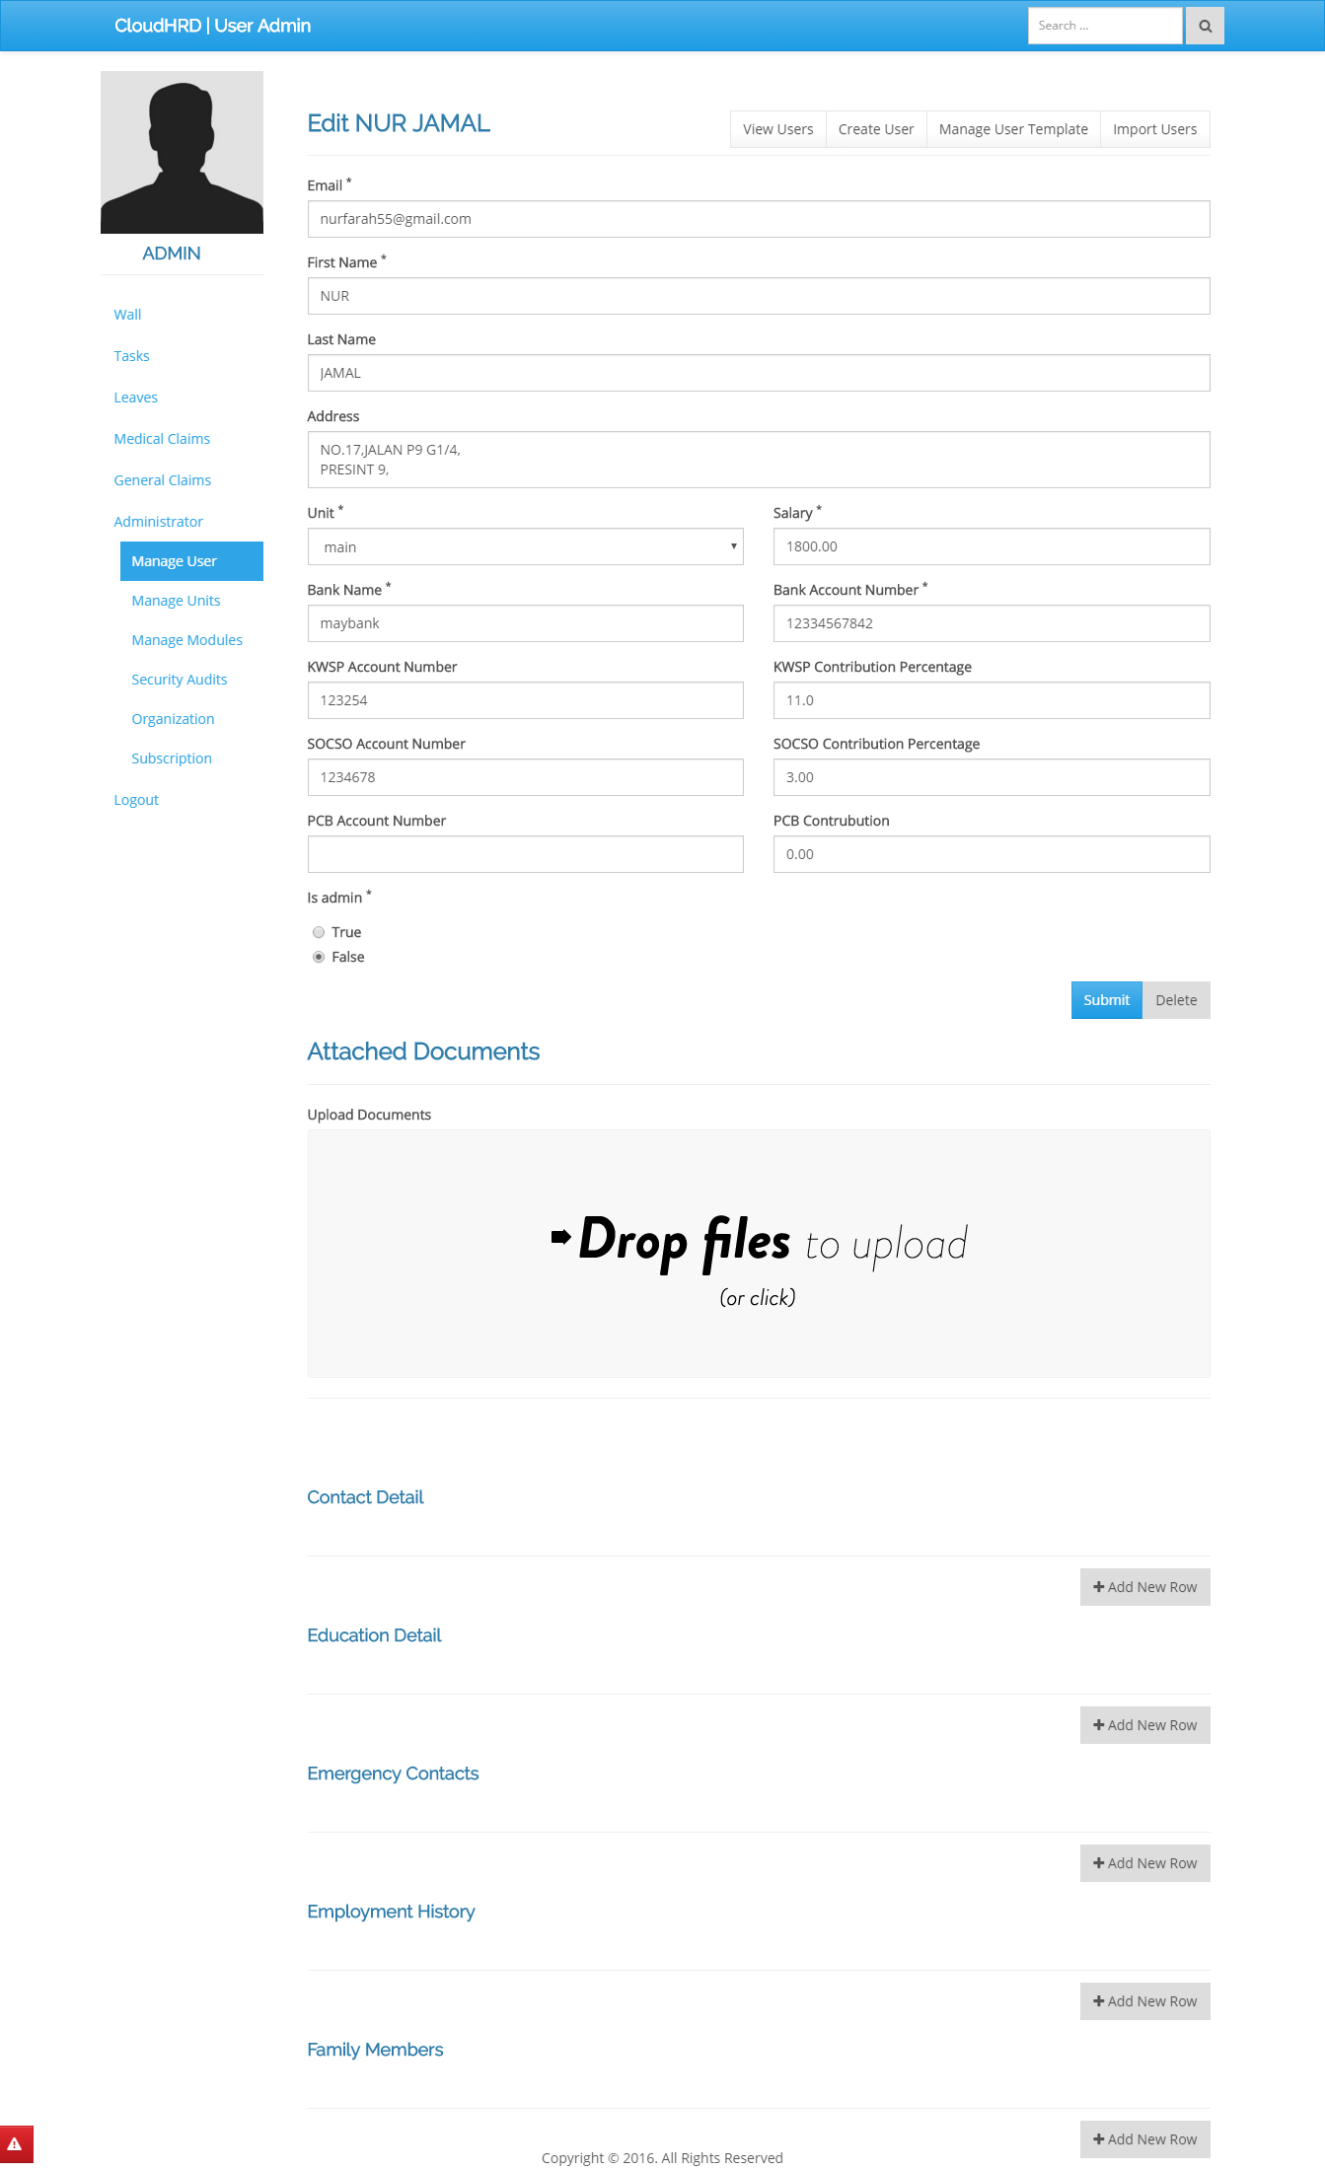 CloudHRD | User Admin
Search ...
ADMIN
Wall
Tasks
Leaves
Medical Claims
General Claims
Administrator
Manage User
Manage Units
Manage Modules
Security Audits
Organization
Subscription
Logout
Edit NUR JAMAL
View Users
Create User
Manage User Template
Import Users
Email *
nurfarah55@gmail.com
First Name *
NUR
Last Name
JAMAL
Address
NO.17,JALAN P9 G1/4,
PRESINT 9,
Unit *
main
Salary *
1800.00
Bank Name *
maybank
Bank Account Number *
12334567842
KWSP Account Number
123254
KWSP Contribution Percentage
11.0
SOCSO Account Number
1234678
SOCSO Contribution Percentage
3.00
PCB Account Number
PCB Contrubution
0.00
Is admin *
True
False
Submit
Delete
Attached Documents
Upload Documents
Drop files to upload
(or click)
Contact Detail
Add New Row
Education Detail
Add New Row
Emergency Contacts
Add New Row
Employment History
Add New Row
Family Members
Add New Row
Copyright © 2016. All Rights Reserved